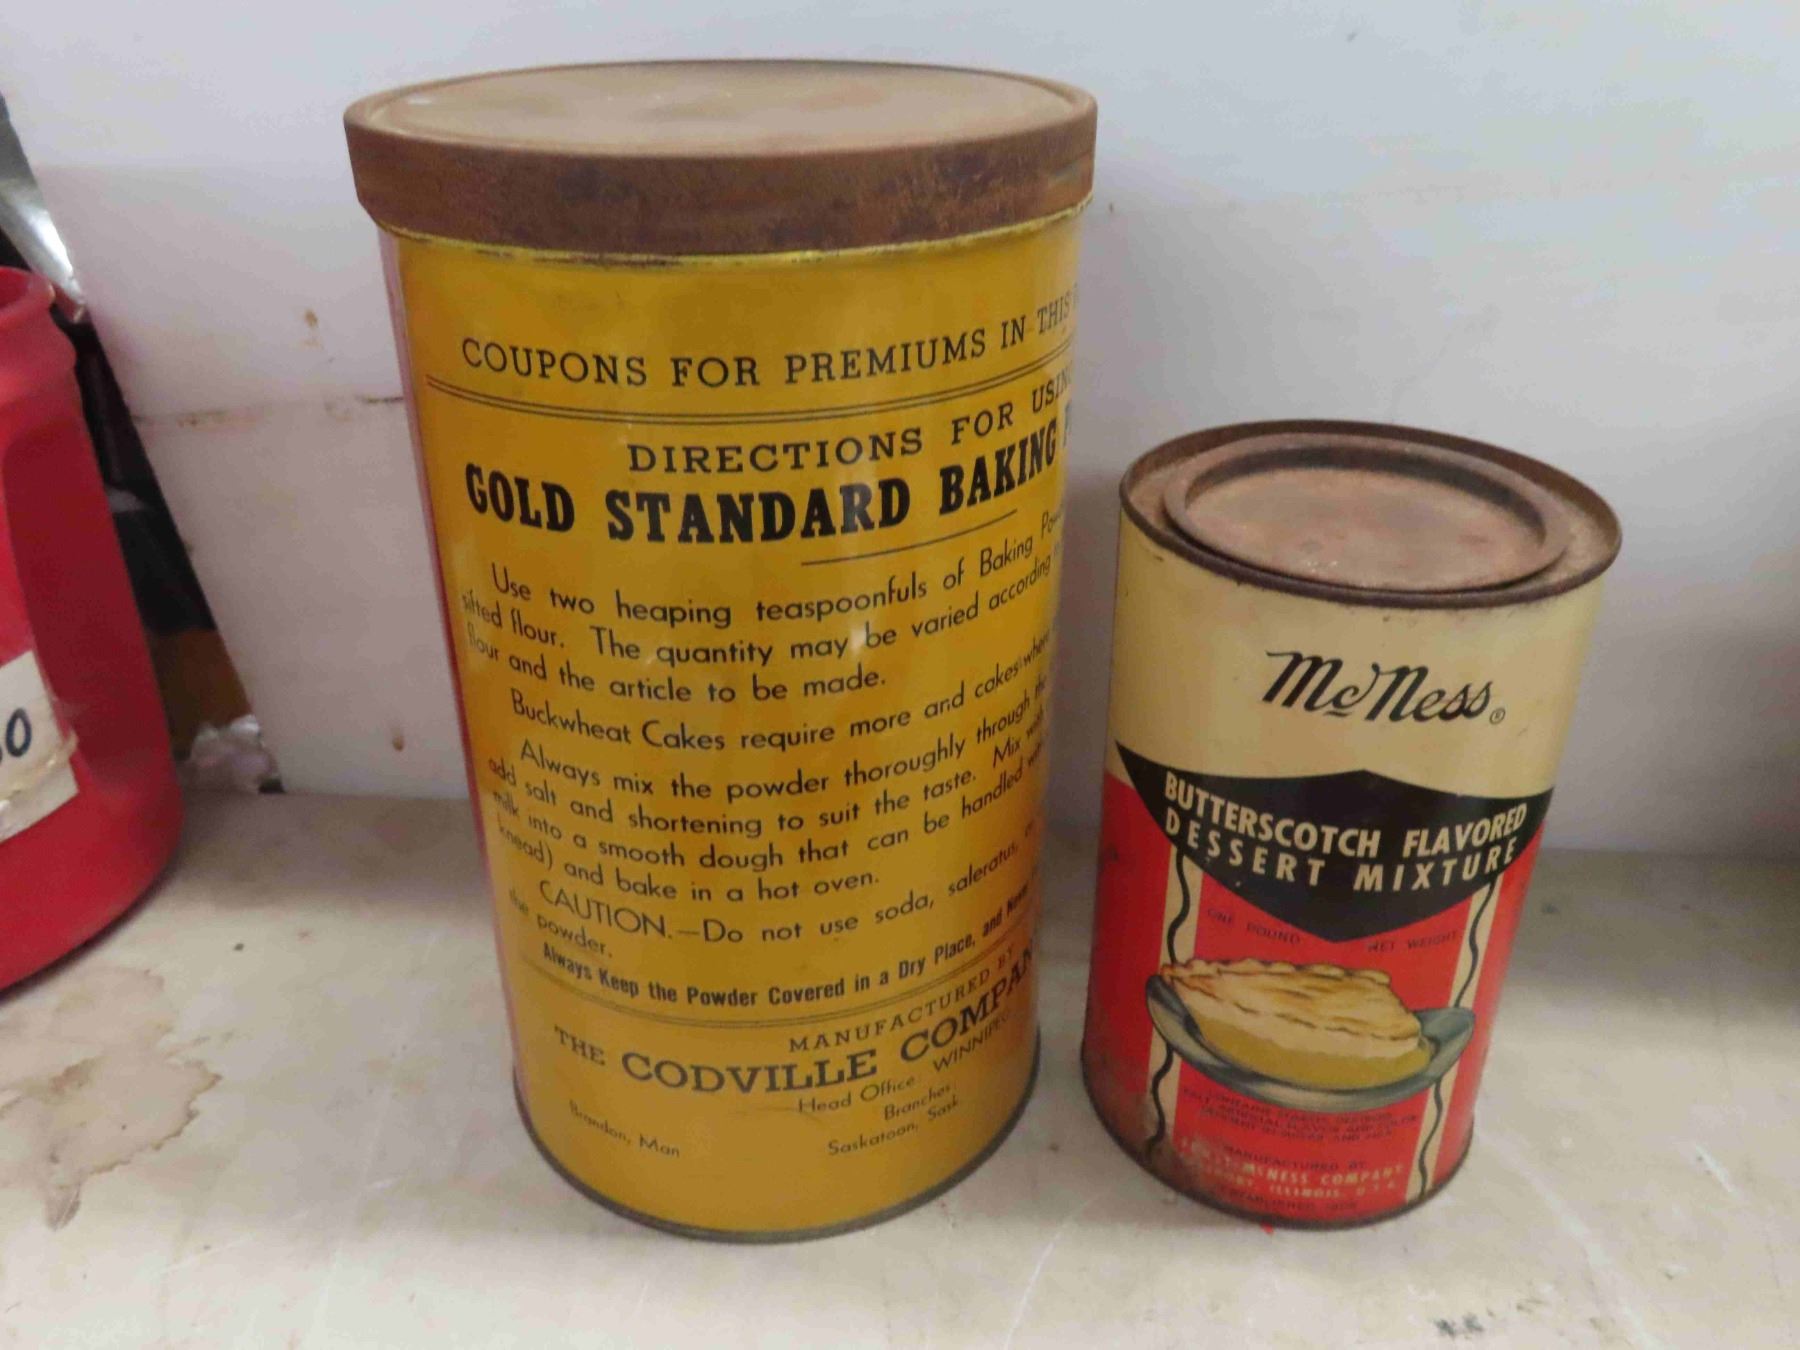 COUPONS FOR PREMIUMS IN THIS
DIRECTIONS FOR USING
GOLD STANDARD BAKING
Use two heaping teaspoonfuls of Baking Pow
sifted flour. The quantity may be varied according
flour and the article to be made.
Buckwheat Cakes require more and cakes where
Always mix the powder thoroughly through the
add salt and shortening to suit the taste. Mix with
milk into a smooth dough that can be handled
knead) and bake in a hot oven.
CAUTION.—Do not use soda, saleratus,
the powder.
Always Keep the Powder Covered in a Dry Place, and Never
MANUFACTURED BY
THE CODVILLE COMPAN
Head Office: WINNIPEG
Branches:
Brandon, Man Saskatoon, Sask
McNess®
BUTTERSCOTCH FLAVORED
DESSERT MIXTURE
ONE POUND NET WEIGHT
MANUFACTURED BY
McNESS COMPANY
ILLINOIS, U.S.A.